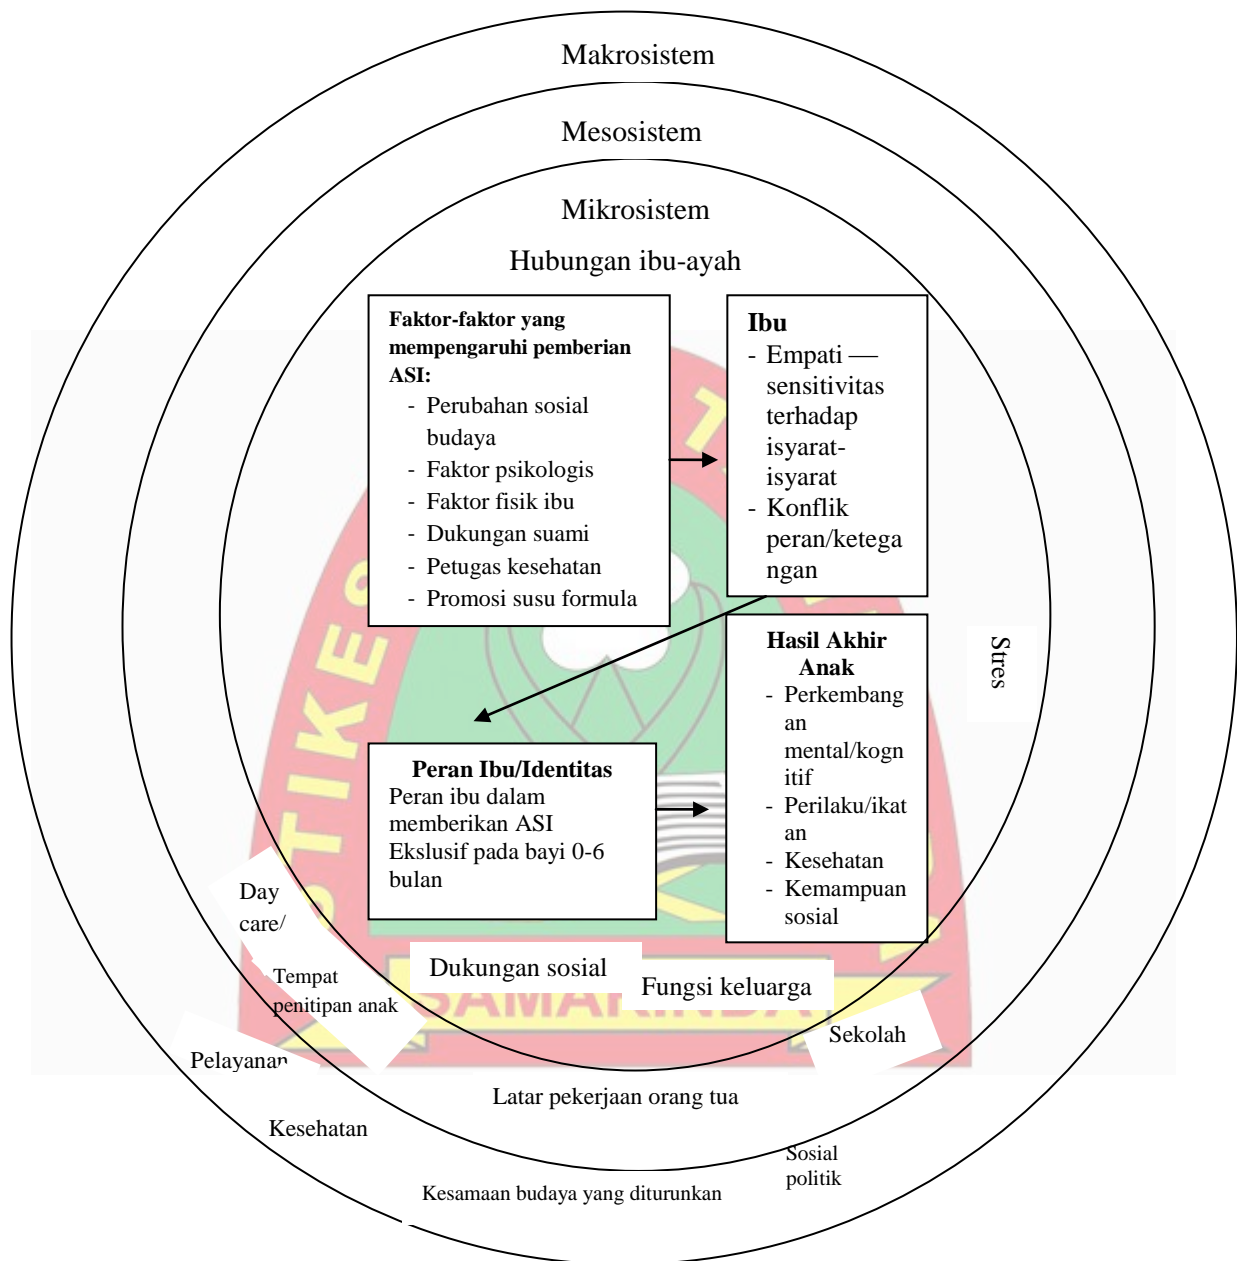 Makrosistem
Mesosistem
Mikrosistem
Hubungan ibu-ayah
Faktor-faktor yang
mempengaruhi pemberian
ASI:
- Perubahan sosial
budaya
- Faktor psikologis
- Faktor fisik ibu
- Dukungan suami
- Petugas kesehatan
- Promosi susu formula
Ibu
- Empati —
sensitivitas
terhadap
isyarat-
isyarat
- Konflik
peran/ketega
ngan
Hasil Akhir
Anak
- Perkembang
an
mental/kogn
itif
- Perilaku/ikat
an
- Kesehatan
- Kemampuan
sosial
Stres
Peran Ibu/Identitas
Peran ibu dalam
memberikan ASI
Ekslusif pada bayi 0-6
bulan
Day
care/
Tempat
penitipan anak
Dukungan sosial
Fungsi keluarga
Sekolah
Pelayanan
Kesehatan
Latar pekerjaan orang tua
Sosial
politik
Kesamaan budaya yang diturunkan
STIKES
SAMARINDA